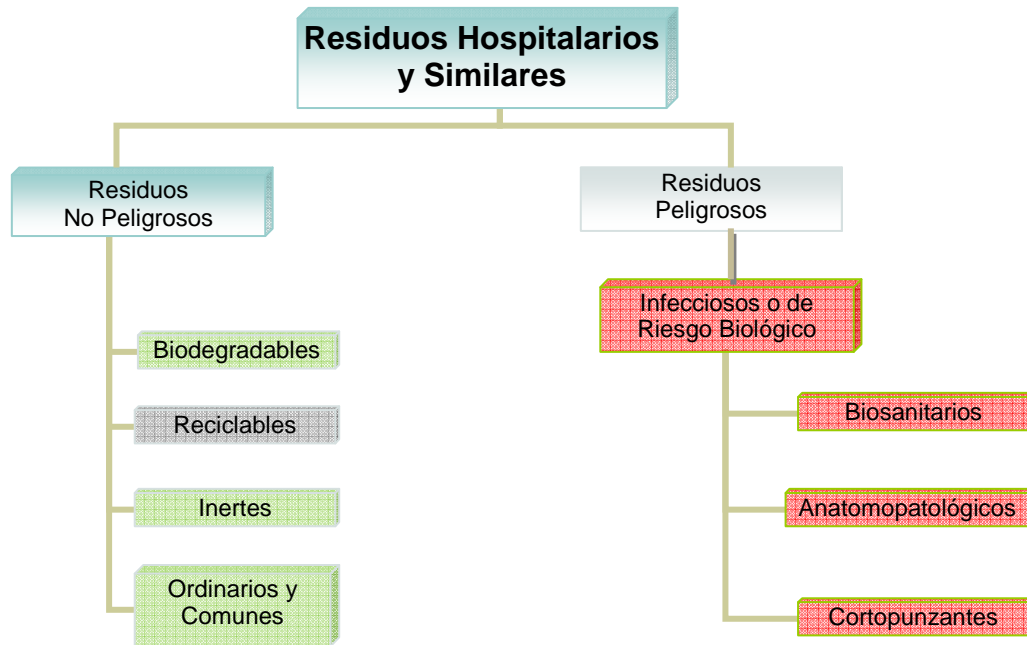 Residuos Hospitalarios
y Similares
Residuos
No Peligrosos
Biodegradables
Reciclables
Inertes
Ordinarios y
Comunes
Residuos
Peligrosos
Infecciosos o de
Riesgo Biológico
Biosanitarios
Anatomopatológicos
Cortopunzantes